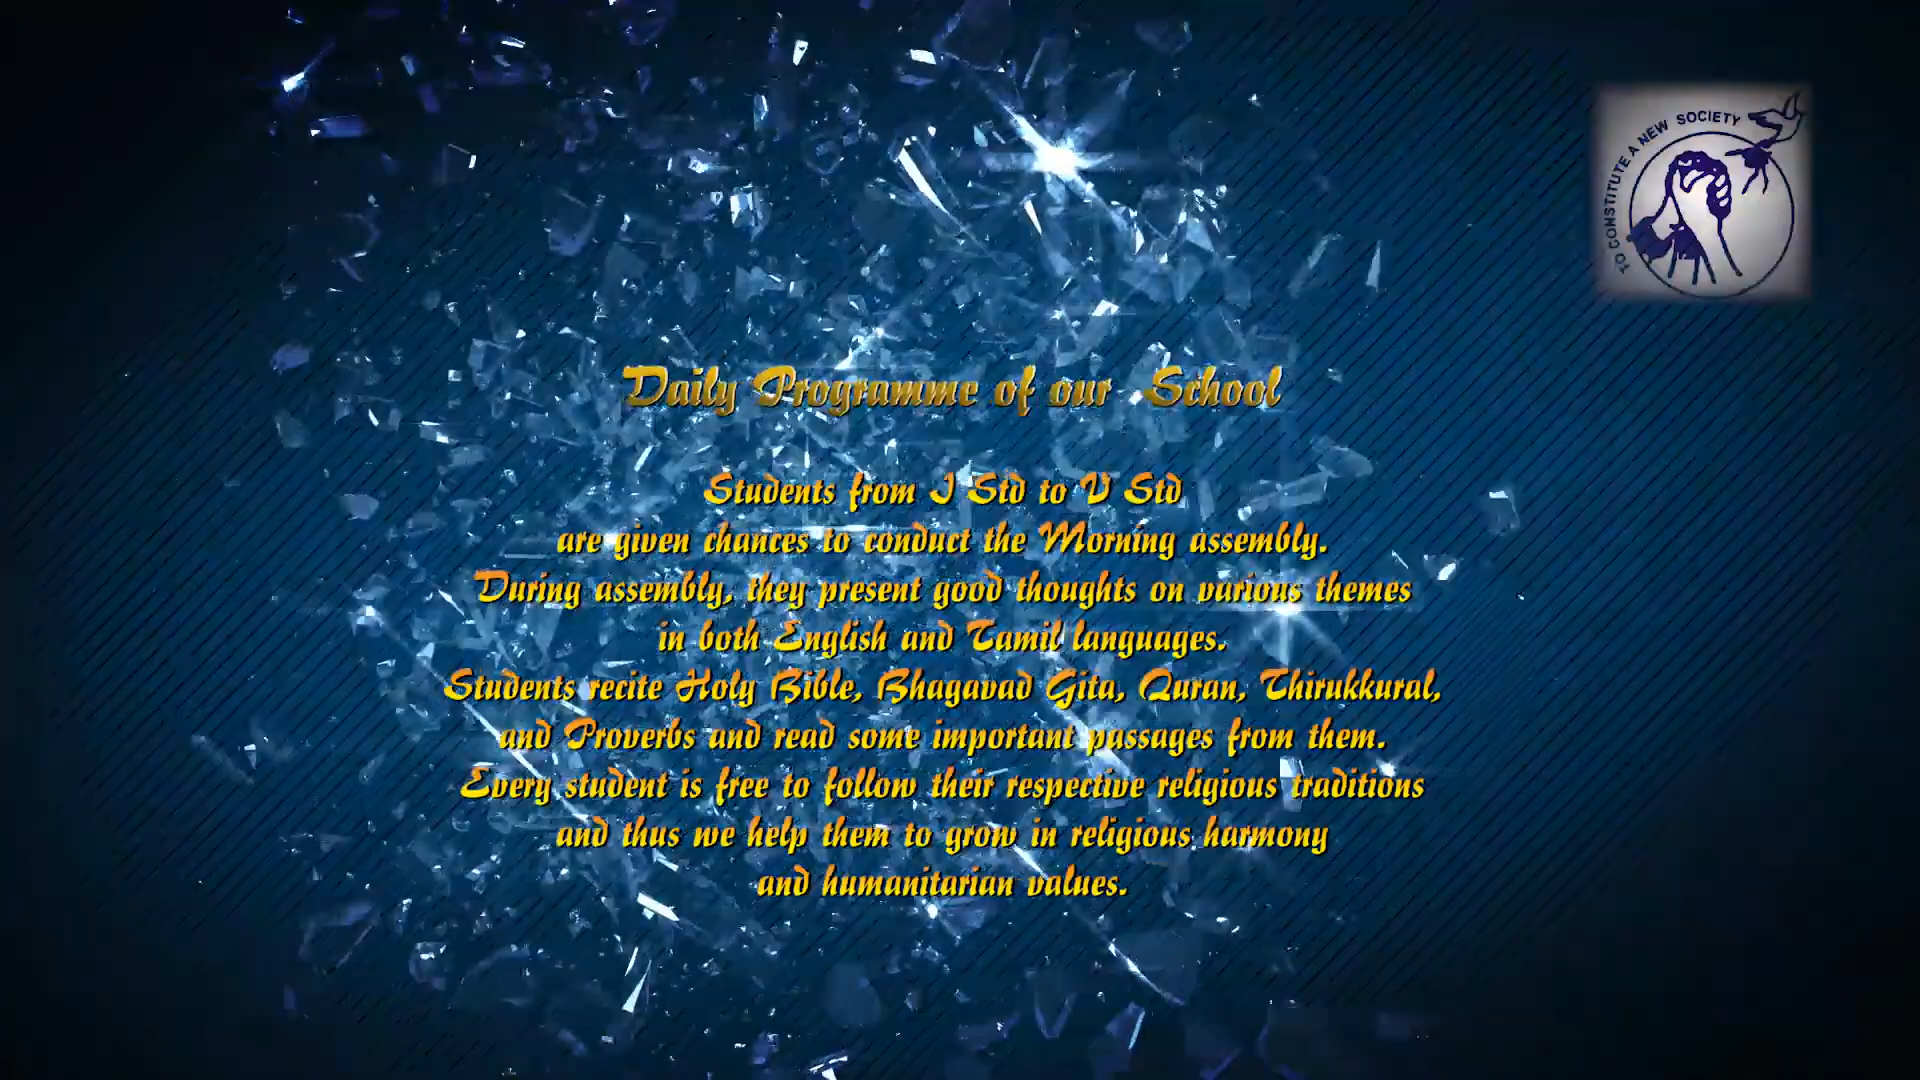 TO CONSTITUTE A NEW SOCIETY
Daily Programme of our School
Students from I Std to V Std
are given chances to conduct the Morning assembly.
During assembly, they present good thoughts on various themes
in both English and Tamil languages.
Students recite Holy Bible, Bhagavad Gita, Quran, Thirukkural,
and Proverbs and read some important passages from them.
Every student is free to follow their respective religious traditions
and thus we help them to grow in religious harmony
and humanitarian values.